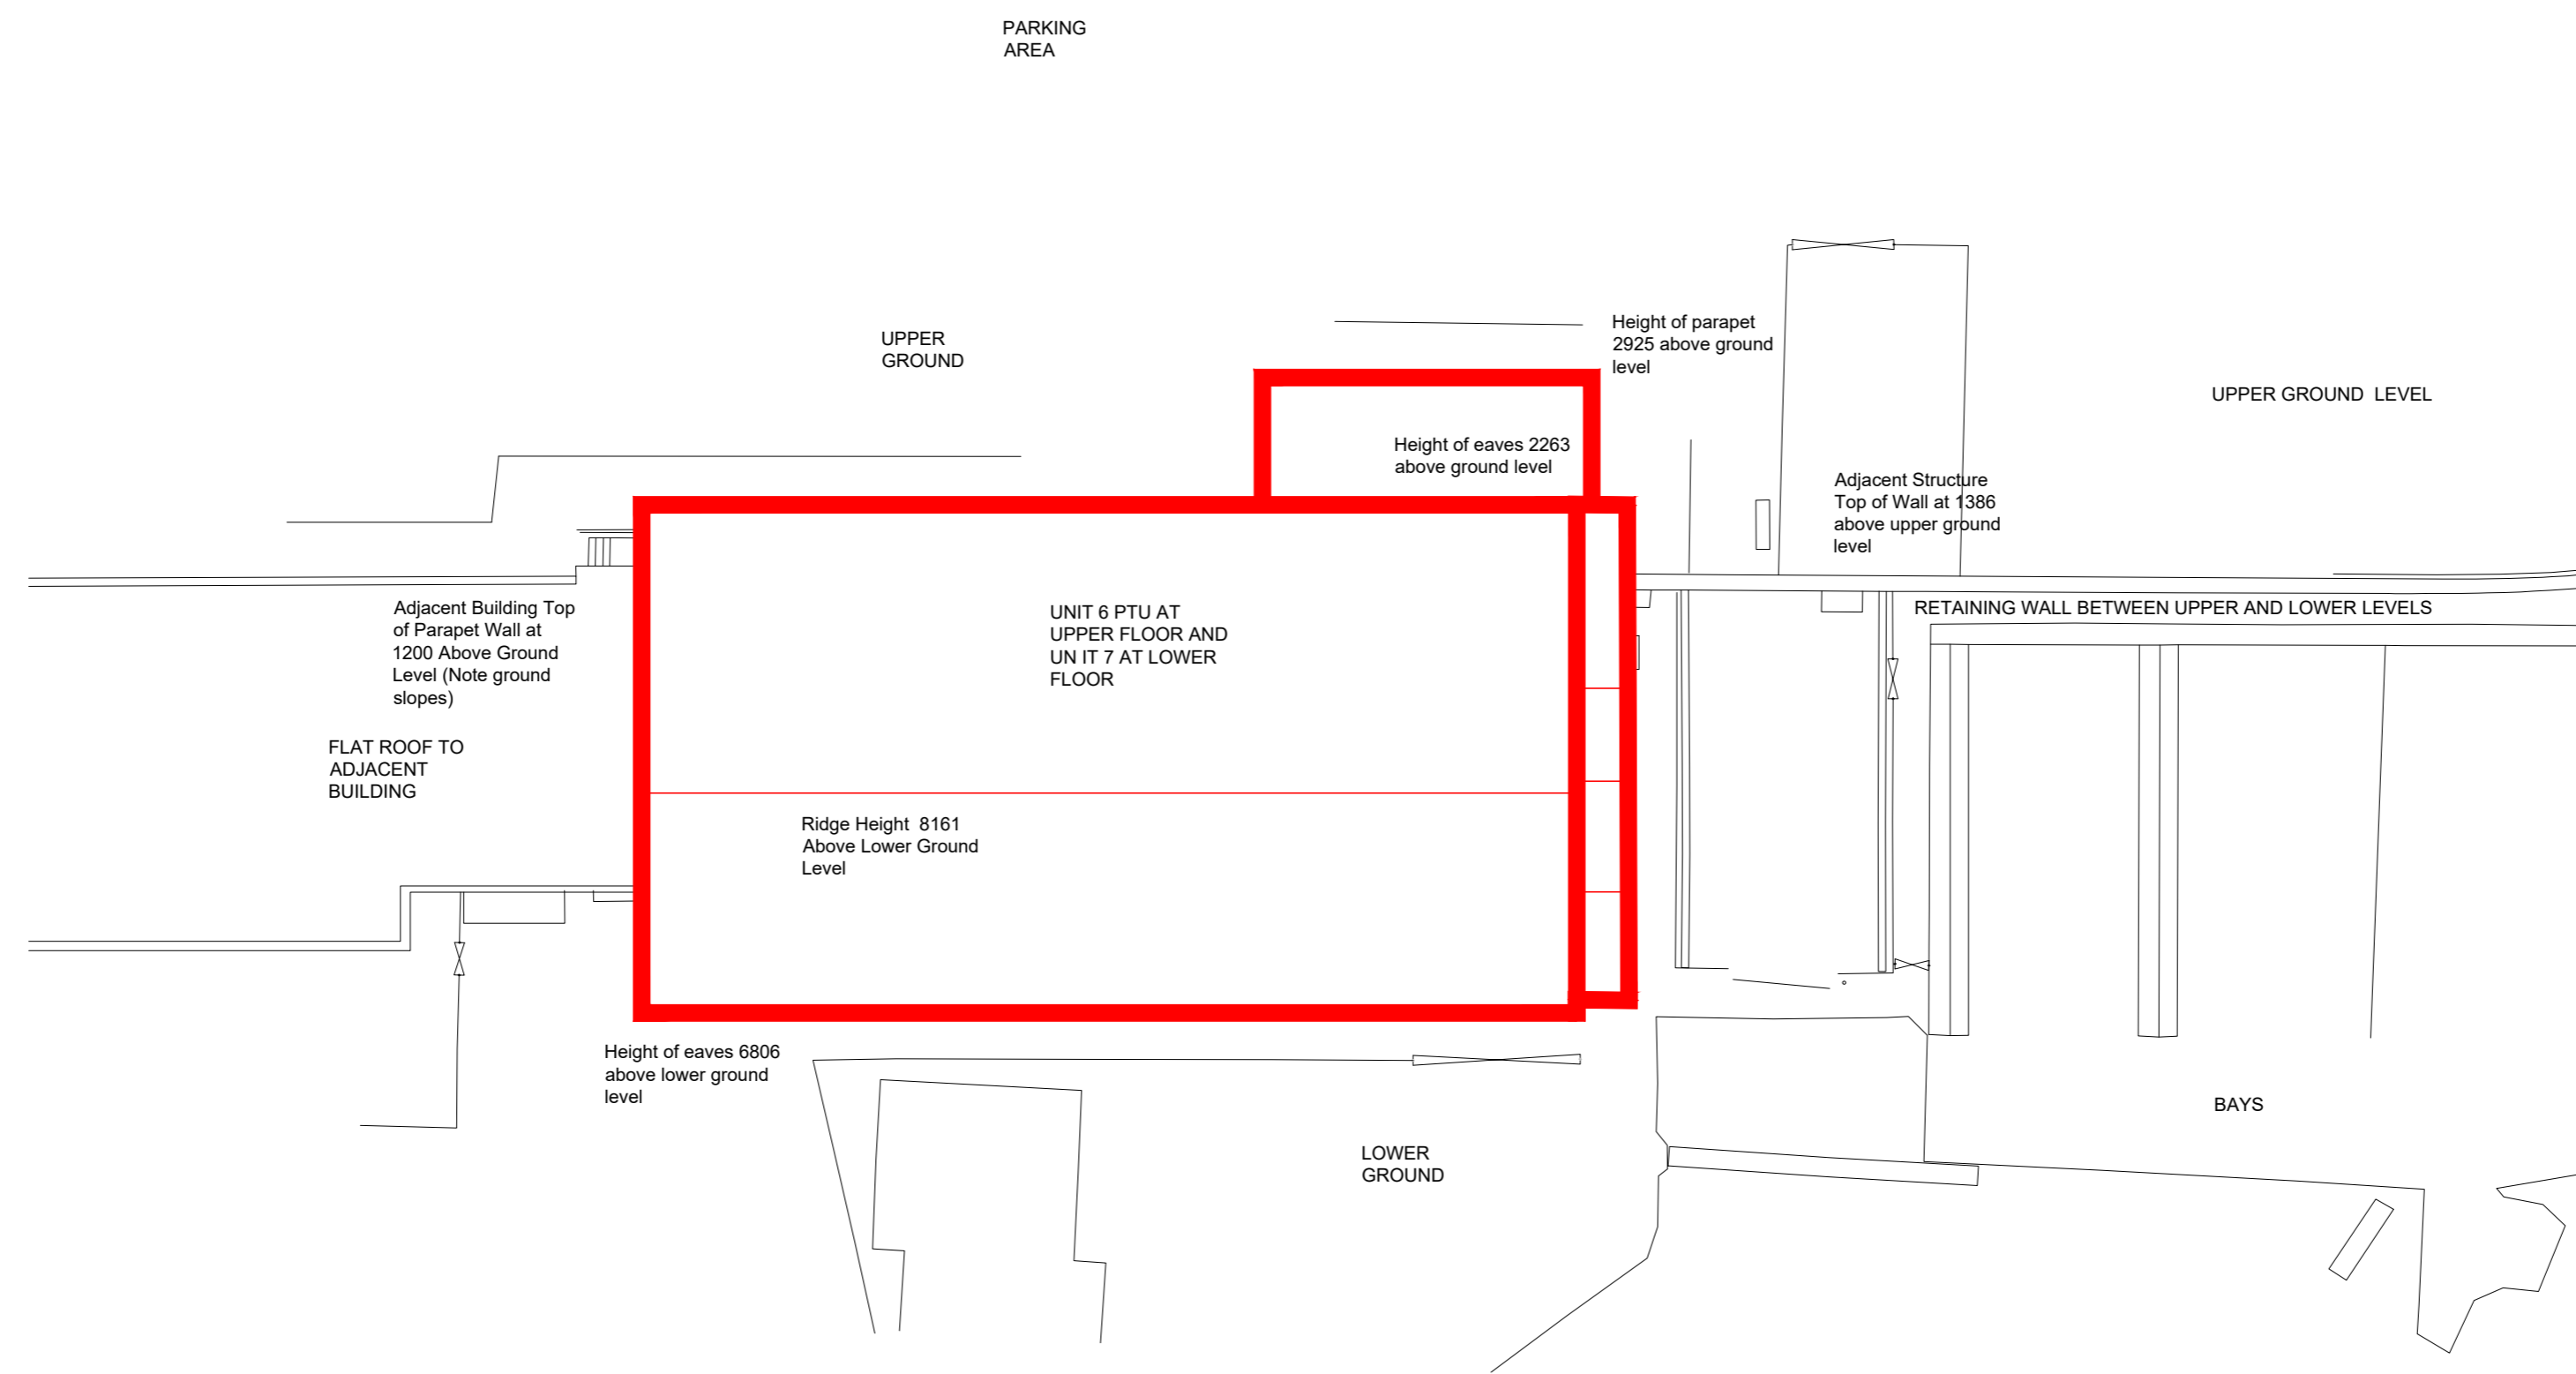 PARKING
AREA
UPPER
GROUND
Height of parapet
2925 above ground
level
UPPER GROUND  LEVEL
Height of eaves 2263
above ground level
Adjacent Structure
Top of Wall at 1386
above upper ground
level
Adjacent Building Top
of Parapet Wall at
1200 Above Ground
Level (Note ground
slopes)
UNIT 6 PTU AT
UPPER FLOOR AND
UN IT 7 AT LOWER
FLOOR
RETAINING WALL BETWEEN UPPER AND LOWER LEVELS
FLAT ROOF TO
ADJACENT
BUILDING
Ridge Height  8161
Above Lower Ground
Level
Height of eaves 6806
above lower ground
level
LOWER
GROUND
BAYS